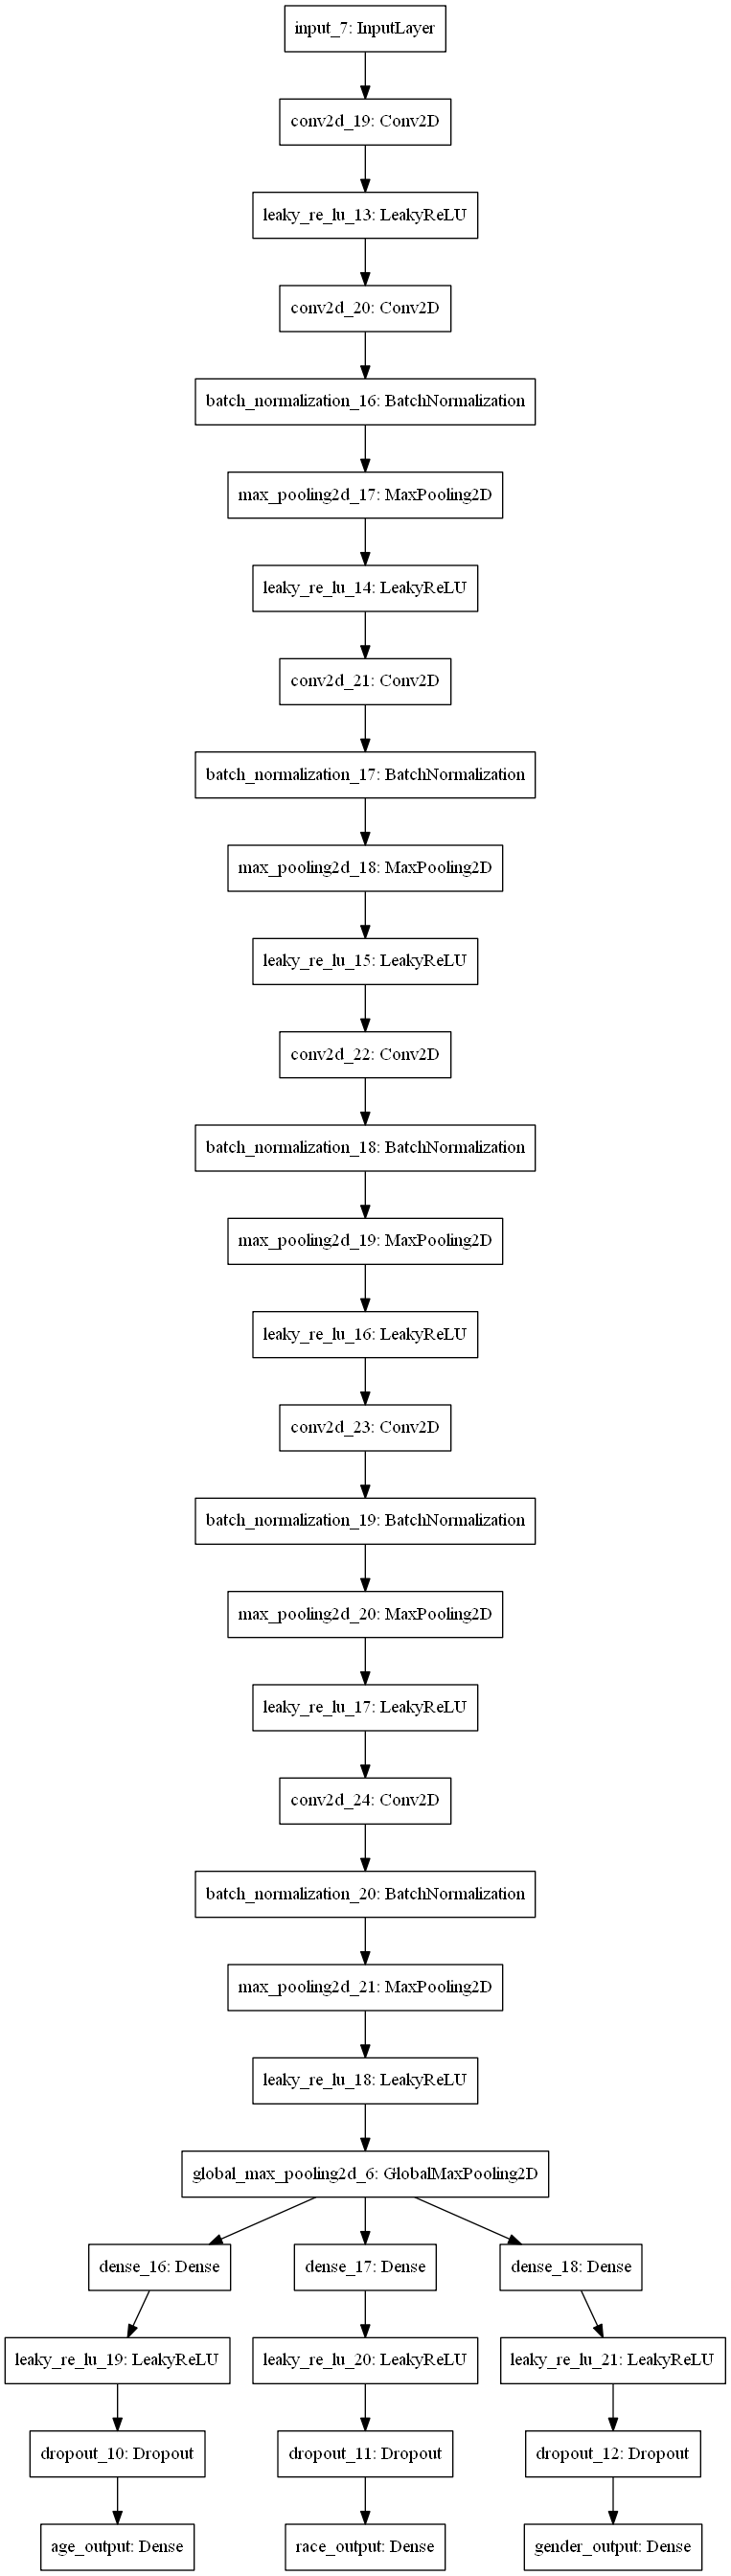 input_7: InputLayer
conv2d_19: Conv2D
leaky_re_lu_13: LeakyReLU
conv2d_20: Conv2D
batch_normalization_16: BatchNormalization
max_pooling2d_17: MaxPooling2D
leaky_re_lu_14: LeakyReLU
conv2d_21: Conv2D
batch_normalization_17: BatchNormalization
max_pooling2d_18: MaxPooling2D
leaky_re_lu_15: LeakyReLU
conv2d_22: Conv2D
batch_normalization_18: BatchNormalization
max_pooling2d_19: MaxPooling2D
leaky_re_lu_16: LeakyReLU
conv2d_23: Conv2D
batch_normalization_19: BatchNormalization
max_pooling2d_20: MaxPooling2D
leaky_re_lu_17: LeakyReLU
conv2d_24: Conv2D
batch_normalization_20: BatchNormalization
max_pooling2d_21: MaxPooling2D
leaky_re_lu_18: LeakyReLU
global_max_pooling2d_6: GlobalMaxPooling2D
dense_16: Dense
dense_17: Dense
dense_18: Dense
leaky_re_lu_19: LeakyReLU
leaky_re_lu_20: LeakyReLU
leaky_re_lu_21: LeakyReLU
dropout_10: Dropout
dropout_11: Dropout
dropout_12: Dropout
age_output: Dense
race_output: Dense
gender_output: Dense